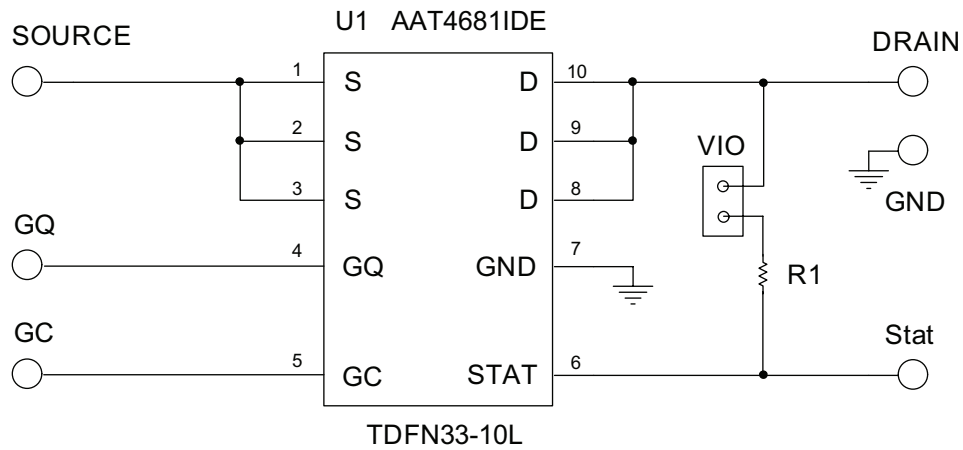 U1 AAT4681IDE
SOURCE
DRAIN
1 S D 10
2 S D 9
VIO
3 S D 8
GND
GQ
4 GQ GND 7
R1
GC
Stat
5 GC STAT 6
TDFN33-10L